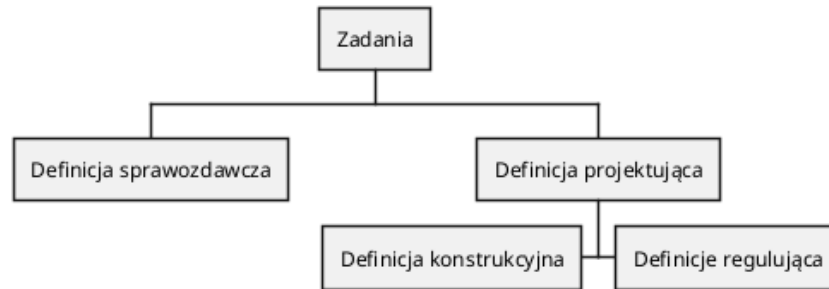 Zadania
Definicja sprawozdawcza
Definicja projektująca
Definicja konstrukcyjna
Definicje regulująca